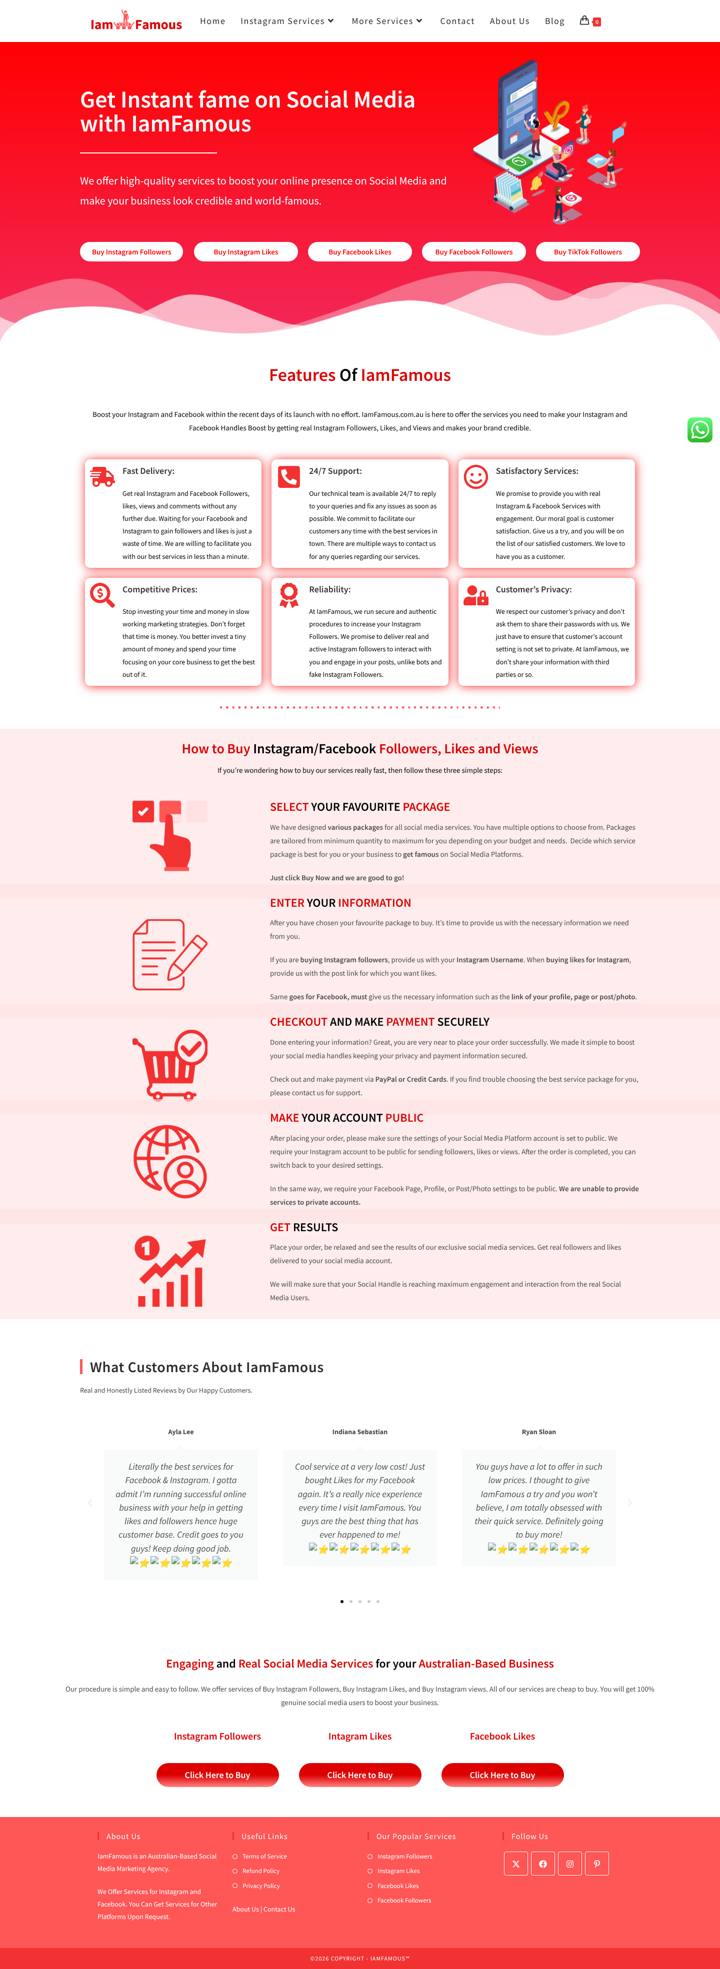 IamFamous
Home
Instagram Services
More Services
Contact
About Us
Blog
0
Get Instant fame on Social Media
with IamFamous
We offer high-quality services to boost your online presence on Social Media and
make your business look credible and world-famous.
Buy Instagram Followers
Buy Instagram Likes
Buy Facebook Likes
Buy Facebook Followers
Buy TikTok Followers
Features Of IamFamous
Boost your Instagram and Facebook within the recent days of its launch with no effort. IamFamous.com.au is here to offer the services you need to make your Instagram and
Facebook Handles Boost by getting real Instagram Followers, Likes, and Views and makes your brand credible.
Fast Delivery:
Get real Instagram and Facebook Followers,
likes, views and comments without any
further due. Waiting for your Facebook and
Instagram to gain followers and likes is just a
waste of time. We are willing to facilitate you
with our best services in less than a minute.
24/7 Support:
Our technical team is available 24/7 to reply
to your queries and fix any issues as soon as
possible. We commit to facilitate our
customers any time with the best services in
town. There are multiple ways to contact us
for any queries regarding our services.
Satisfactory Services:
We promise to provide you with real
Instagram & Facebook Services with
engagement. Our moral goal is customer
satisfaction. Give us a try, and you will be on
the list of our satisfied customers. We love to
have you as a customer.
Competitive Prices:
Stop investing your time and money in slow
working marketing strategies. Don't forget
that time is money. You better invest a tiny
amount of money and spend your time
focusing on your core business to get the best
out of it.
Reliability:
At IamFamous, we run secure and authentic
procedures to increase your Instagram
Followers. We promise to deliver real and
active Instagram followers to interact with
you and engage in your posts, unlike bots and
fake Instagram Followers.
Customer's Privacy:
We respect our customer's privacy and don't
ask them to share their passwords with us. We
just have to ensure that customer's account
setting is not set to private. At IamFamous, we
don't share your information with third
parties or so.
How to Buy Instagram/Facebook Followers, Likes and Views
If you're wondering how to buy our services really fast, then follow these three simple steps:
SELECT YOUR FAVOURITE PACKAGE
We have designed various packages for all social media services. You have multiple options to choose from. Packages
are tailored from minimum quantity to maximum for you depending on your budget and needs. Decide which service
package is best for you or your business to get famous on Social Media Platforms.
Just click Buy Now and we are good to go!
ENTER YOUR INFORMATION
After you have chosen your favourite package to buy. It's time to provide us with the necessary information we need
from you.
If you are buying Instagram followers, provide us with your Instagram Username. When buying likes for Instagram,
provide us with the post link for which you want likes.
Same goes for Facebook, must give us the necessary information such as the link of your profile, page or post/photo.
CHECKOUT AND MAKE PAYMENT SECURELY
Done entering your information? Great, you are very near to place your order successfully. We made it simple to boost
your social media handles keeping your privacy and payment information secured.
Check out and make payment via PayPal or Credit Cards. If you find trouble choosing the best service package for you,
please contact us for support.
MAKE YOUR ACCOUNT PUBLIC
After placing your order, please make sure the settings of your Social Media Platform account is set to public. We
require your Instagram account to be public for sending followers, likes or views. After the order is completed, you can
switch back to your desired settings.
In the same way, we require your Facebook Page, Profile, or Post/Photo settings to be public. We are unable to provide
services to private accounts.
1
GET RESULTS
Place your order, be relaxed and see the results of our exclusive social media services. Get real followers and likes
delivered to your social media account.
We will make sure that your Social Handle is reaching maximum engagement and interaction from the real Social
Media Users.
What Customers About IamFamous
Real and Honestly Listed Reviews by Our Happy Customers.
Ayla Lee
Literally the best services for
Facebook & Instagram. I gotta
admit I'm running successful online
business with your help in getting
likes and followers hence huge
customer base. Credit goes to you
guys! Keep doing good job.
Indiana Sebastian
Cool service at a very low cost! Just
bought Likes for my Facebook
again. It's a really nice experience
every time I visit IamFamous. You
guys are the best thing that has
ever happened to me!
Ryan Sloan
You guys have a lot to offer in such
low prices. I thought to give
IamFamous a try and you won't
believe, I am totally obsessed with
their quick service. Definitely going
to buy more!
Engaging and Real Social Media Services for your Australian-Based Business
Our procedure is simple and easy to follow. We offer services of Buy Instagram Followers, Buy Instagram Likes, and Buy Instagram views. All of our services are cheap to buy. You will get 100%
genuine social media users to boost your business.
Instagram Followers
Intagram Likes
Facebook Likes
Click Here to Buy
Click Here to Buy
Click Here to Buy
About Us
IamFamous is an Australian-Based Social
Media Marketing Agency.
We Offer Services for Instagram and
Facebook. You Can Get Services for Other
Platforms Upon Request.
Useful Links
Terms of Service
Refund Policy
Privacy Policy
About Us | Contact Us
Our Popular Services
Instagram Followers
Instagram Likes
Facebook Likes
Facebook Followers
Follow Us
©2026 COPYRIGHT - IAMFAMOUS™